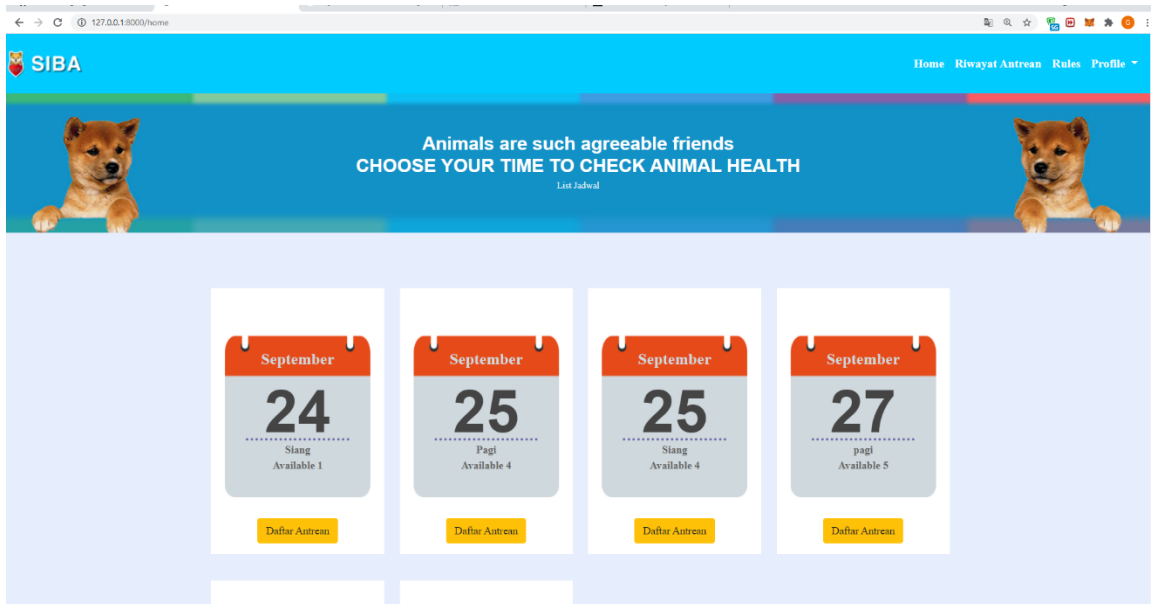 127.0.0.1:8000/home
SIBA
Home Riwayat Antrean Rules Profile
Animals are such agreeable friends
CHOOSE YOUR TIME TO CHECK ANIMAL HEALTH
List Jadwal
September
24
Siang
Available 1
Daftar Antrean
September
25
Pagi
Available 4
Daftar Antrean
September
25
Siang
Available 4
Daftar Antrean
September
27
pagi
Available 5
Daftar Antrean